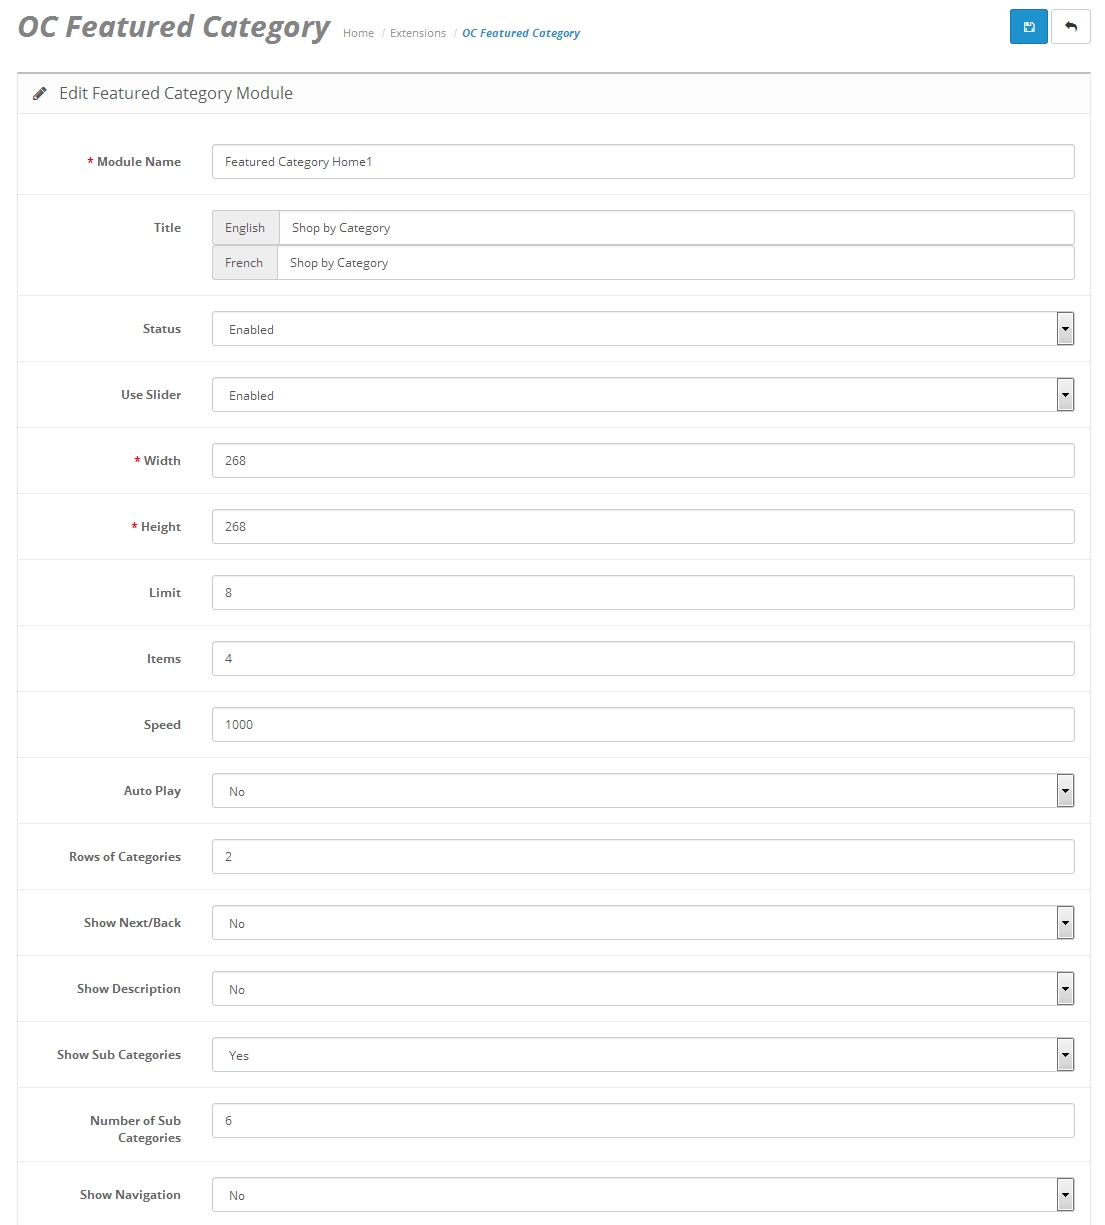 OC Featured Category Home / Extensions / OC Featured Category
Edit Featured Category Module
* Module Name Featured Category Home1
Title English Shop by Category
French Shop by Category
Status Enabled
Use Slider Enabled
* Width 268
* Height 268
Limit 8
Items 4
Speed 1000
Auto Play No
Rows of Categories 2
Show Next/Back No
Show Description No
Show Sub Categories Yes
Number of Sub 6
Categories
Show Navigation No